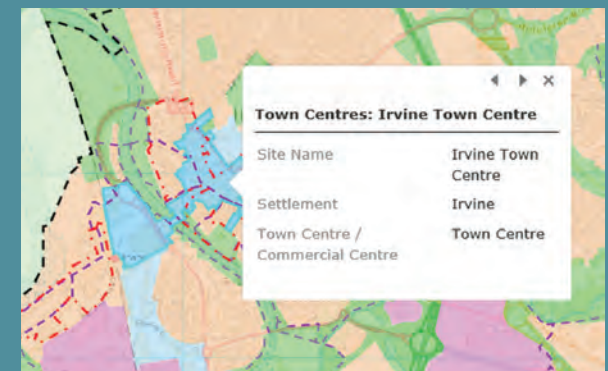 Town Centres: Irvine Town Centre
Site Name Irvine Town Centre
Settlement Irvine
Town Centre / Commercial Centre Town Centre